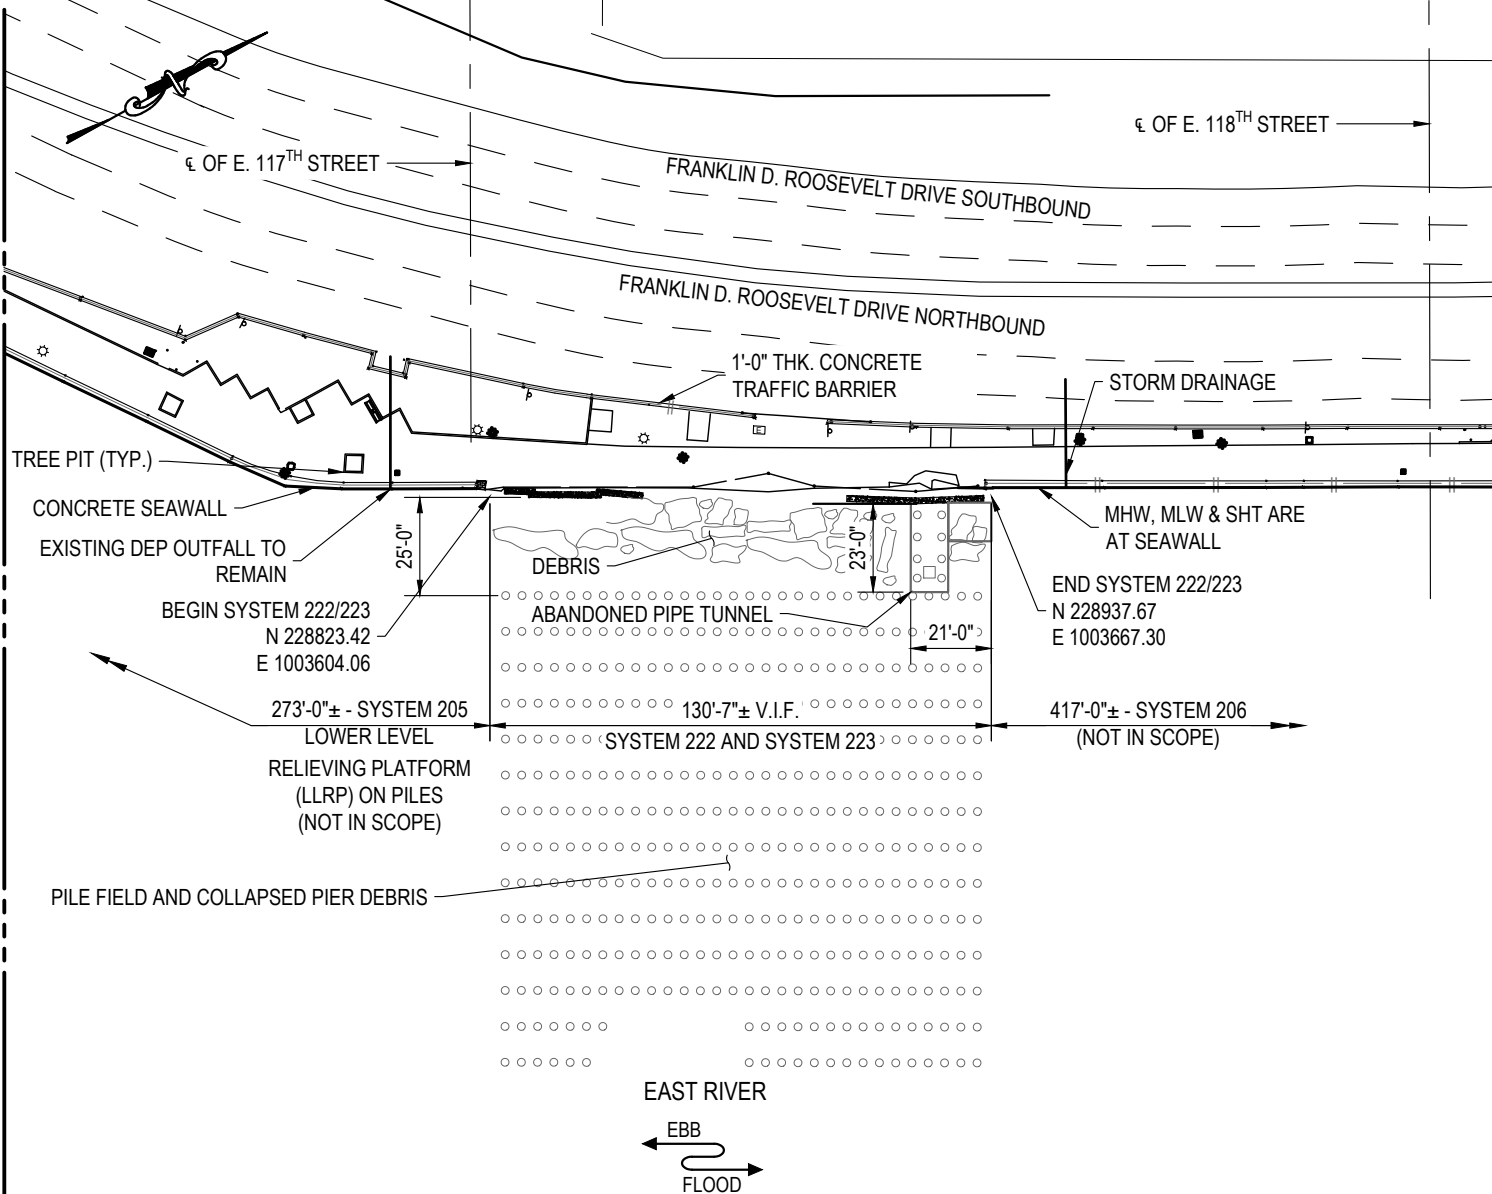 ℄ OF E. 118TH STREET
℄ OF E. 117TH STREET
FRANKLIN D. ROOSEVELT DRIVE SOUTHBOUND
FRANKLIN D. ROOSEVELT DRIVE NORTHBOUND
1'-0" THK. CONCRETE
TRAFFIC BARRIER
STORM DRAINAGE
E
TREE PIT (TYP.)
CONCRETE SEAWALL
EXISTING DEP OUTFALL TO
REMAIN
MHW, MLW & SHT ARE
AT SEAWALL
25'-0"
DEBRIS
23'-0"
ABANDONED PIPE TUNNEL
21'-0"
BEGIN SYSTEM 222/223
N 228823.42
E 1003604.06
END SYSTEM 222/223
N 228937.67
E 1003667.30
273'-0"± - SYSTEM 205
LOWER LEVEL
RELIEVING PLATFORM
(LLRP) ON PILES
(NOT IN SCOPE)
130'-7"± V.I.F.
SYSTEM 222 AND SYSTEM 223
417'-0"± - SYSTEM 206
(NOT IN SCOPE)
PILE FIELD AND COLLAPSED PIER DEBRIS
EAST RIVER
EBB
FLOOD